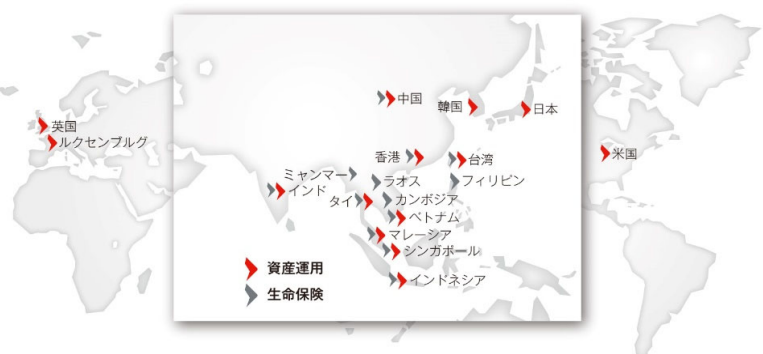 中国
韓国
日本
英国
ルクセンブルグ
香港
台湾
米国
ミャンマー
ラオス
フィリピン
インド
タイ
カンボジア
ベトナム
マレーシア
シンガポール
資産運用
インドネシア
生命保険